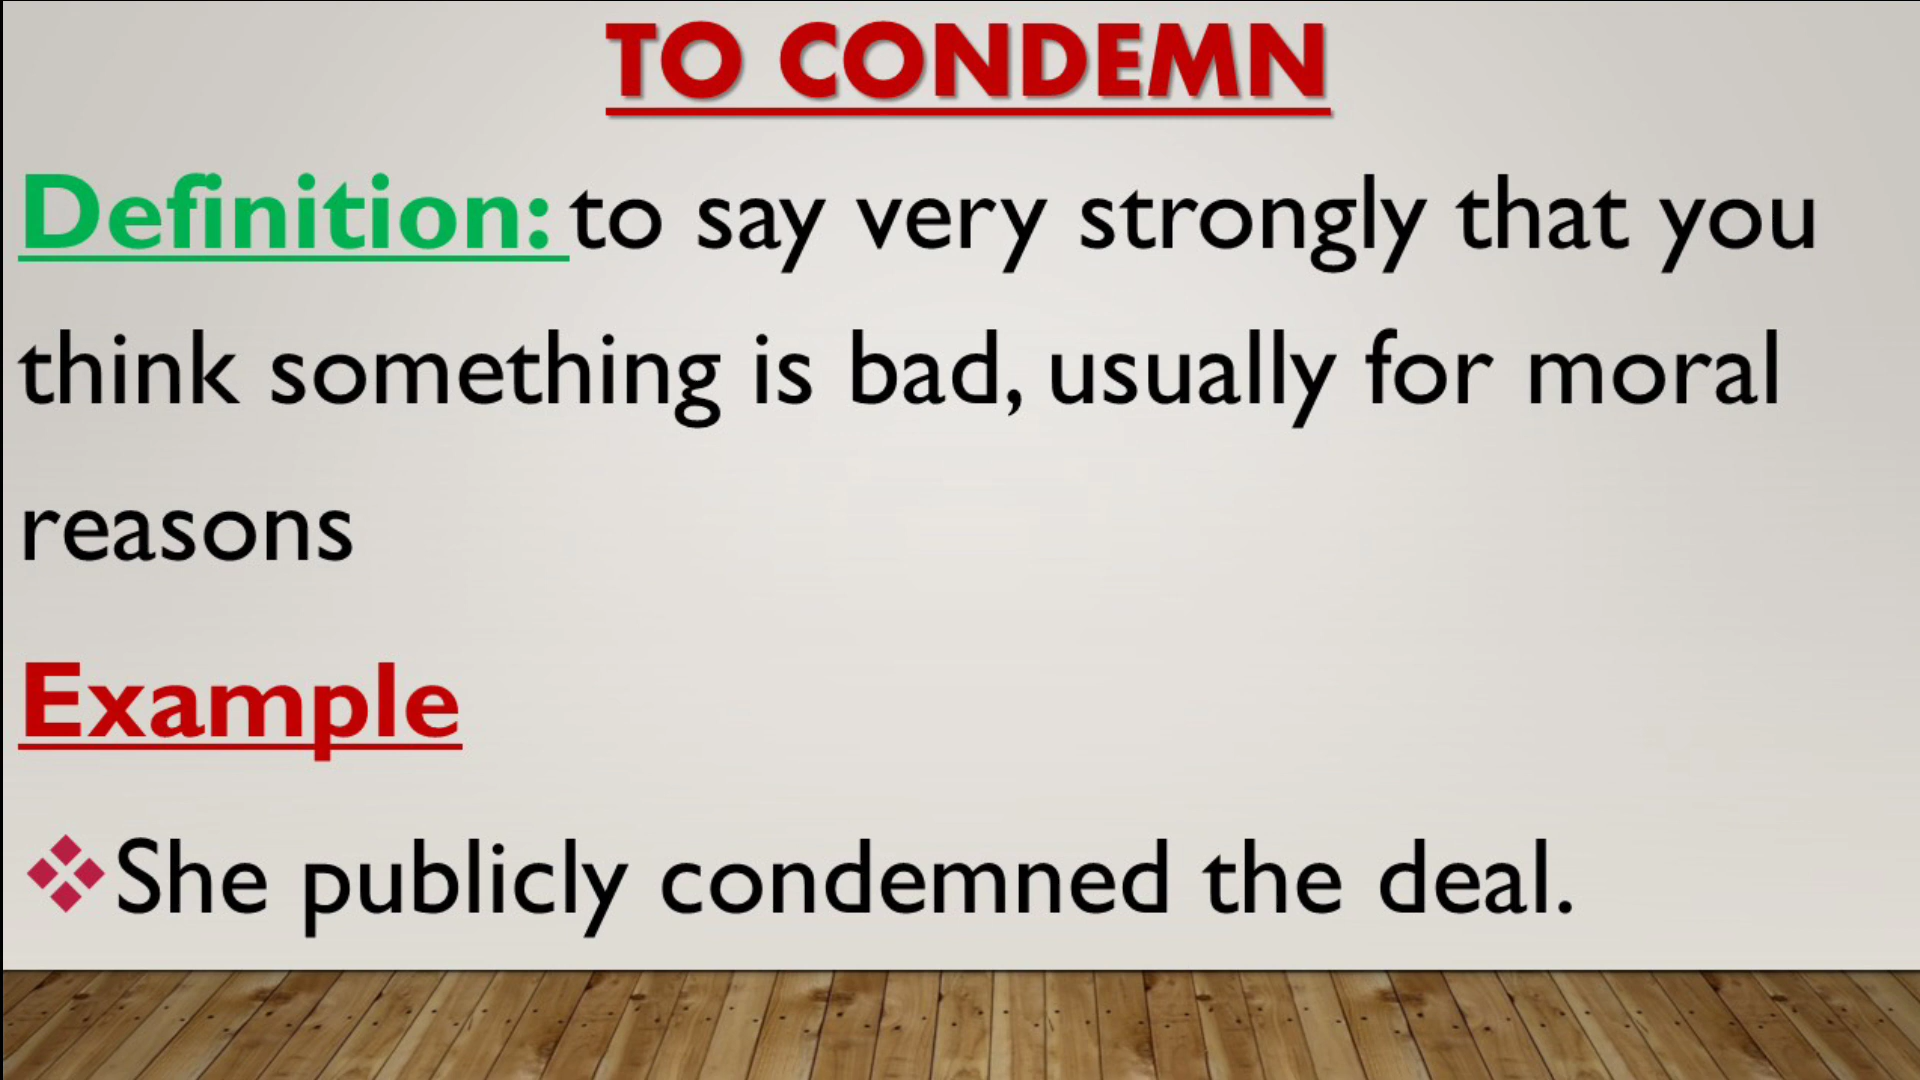 TO CONDEMN
Definition: to say very strongly that you
think something is bad, usually for moral
reasons
Example
❖She publicly condemned the deal.